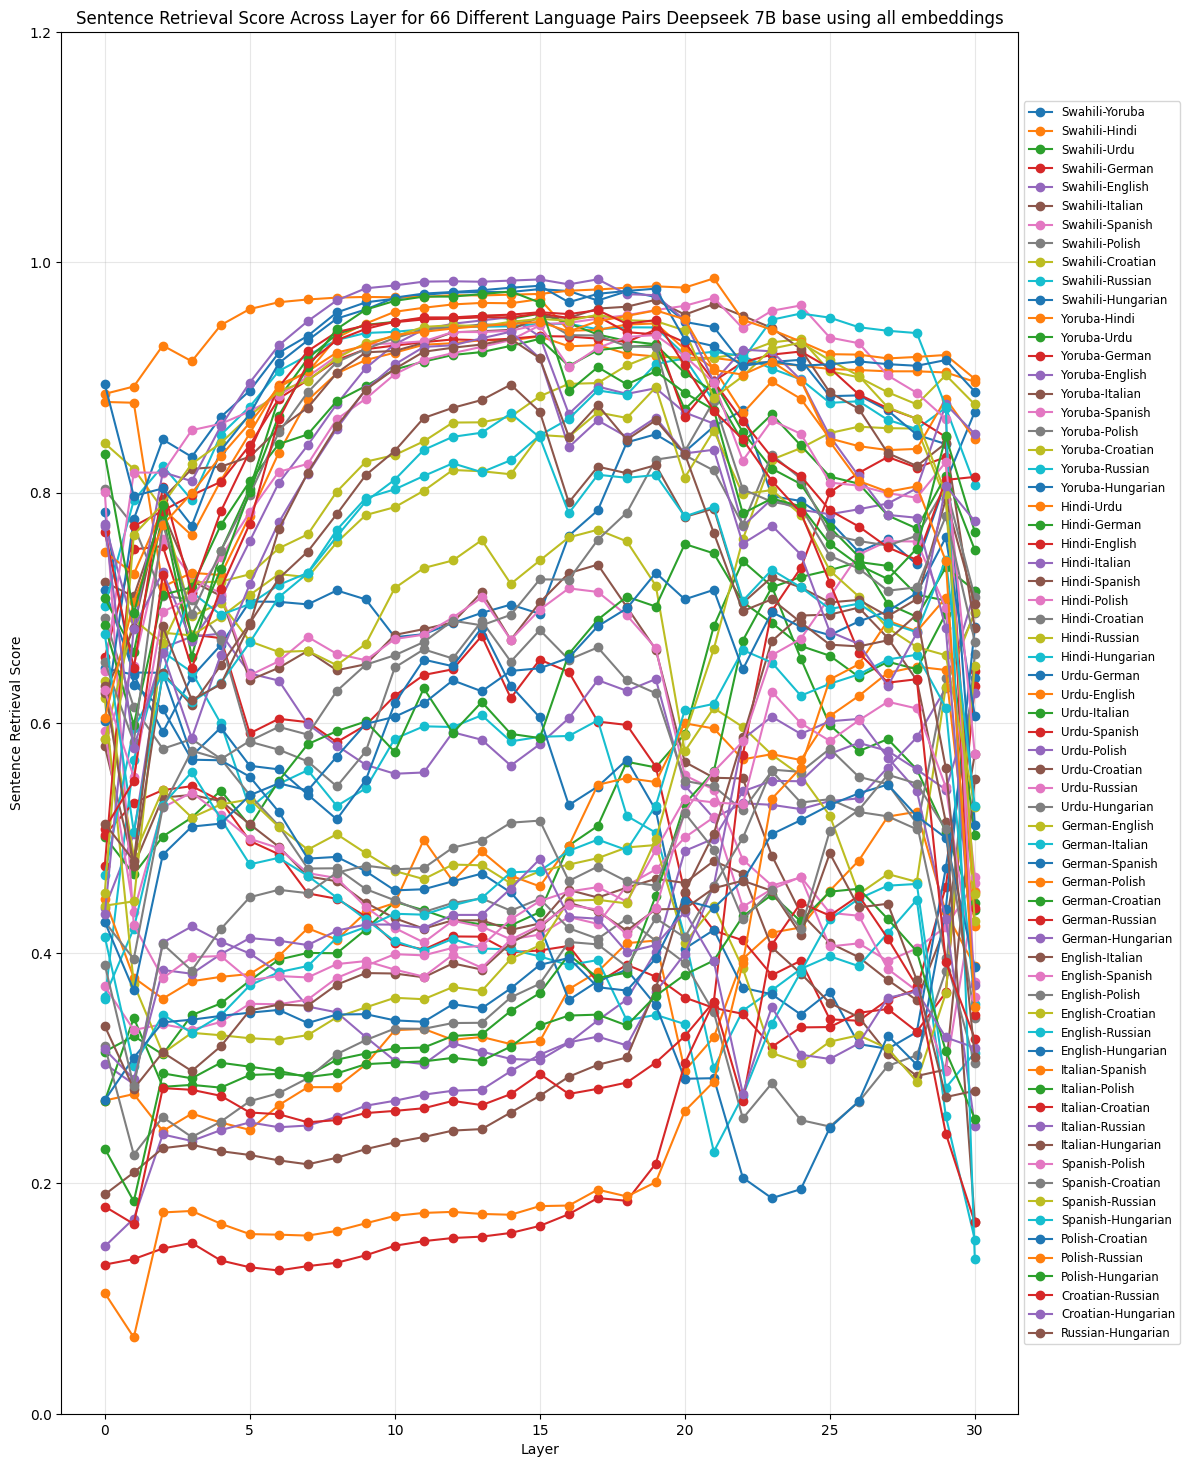 Sentence Retrieval Score Across Layer for 66 Different Language Pairs Deepseek 7B base using all embeddings
1.2
1.0
0.8
0.6
0.4
0.2
0.0
Sentence Retrieval Score
0
5
10
15
20
25
30
Layer
Swahili-Yoruba
Swahili-Hindi
Swahili-Urdu
Swahili-German
Swahili-English
Swahili-Italian
Swahili-Spanish
Swahili-Polish
Swahili-Croatian
Swahili-Russian
Swahili-Hungarian
Yoruba-Hindi
Yoruba-Urdu
Yoruba-German
Yoruba-English
Yoruba-Italian
Yoruba-Spanish
Yoruba-Polish
Yoruba-Croatian
Yoruba-Russian
Yoruba-Hungarian
Hindi-Urdu
Hindi-German
Hindi-English
Hindi-Italian
Hindi-Spanish
Hindi-Polish
Hindi-Croatian
Hindi-Russian
Hindi-Hungarian
Urdu-German
Urdu-English
Urdu-Italian
Urdu-Spanish
Urdu-Polish
Urdu-Croatian
Urdu-Russian
Urdu-Hungarian
German-English
German-Italian
German-Spanish
German-Polish
German-Croatian
German-Russian
German-Hungarian
English-Italian
English-Spanish
English-Polish
English-Croatian
English-Russian
English-Hungarian
Italian-Spanish
Italian-Polish
Italian-Croatian
Italian-Russian
Italian-Hungarian
Spanish-Polish
Spanish-Croatian
Spanish-Russian
Spanish-Hungarian
Polish-Croatian
Polish-Russian
Polish-Hungarian
Croatian-Russian
Croatian-Hungarian
Russian-Hungarian